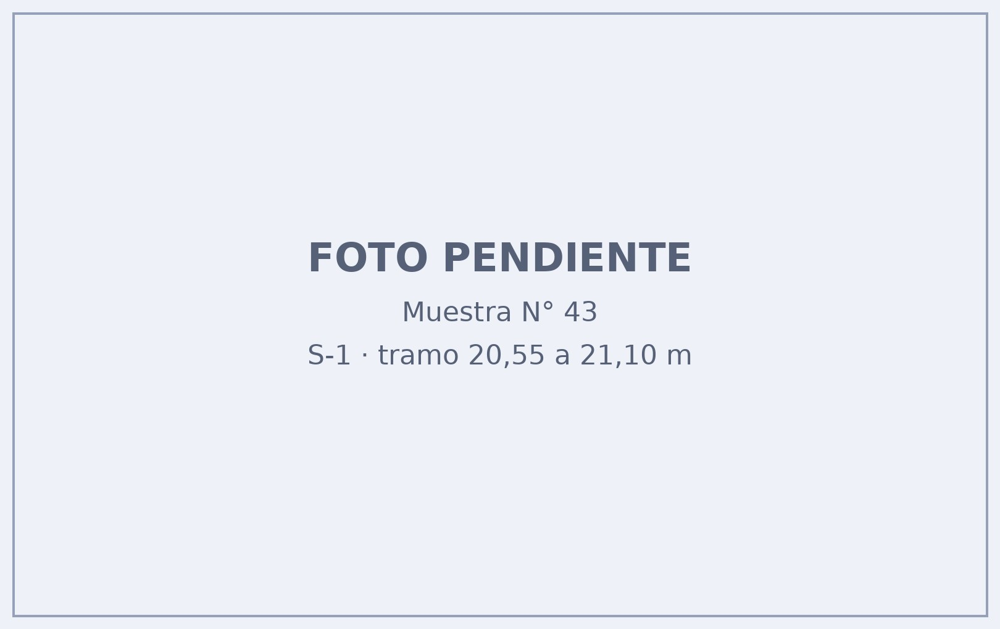 FOTO PENDIENTE
Muestra N° 43
S-1 · tramo 20,55 a 21,10 m